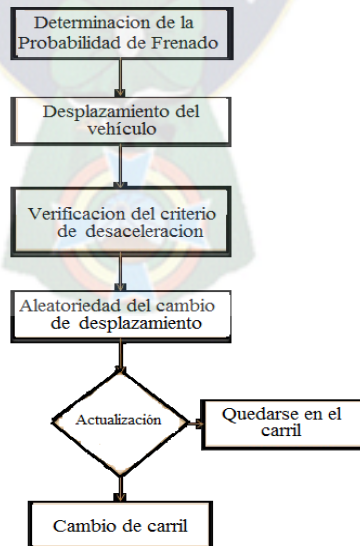 Determinacion de la
Probabilidad de Frenado
Desplazamiento del
vehículo
Verificacion del criterio
de desaceleracion
Aleatoriedad del cambio
de desplazamiento
Actualización
Quedarse en el
carril
Cambio de carril